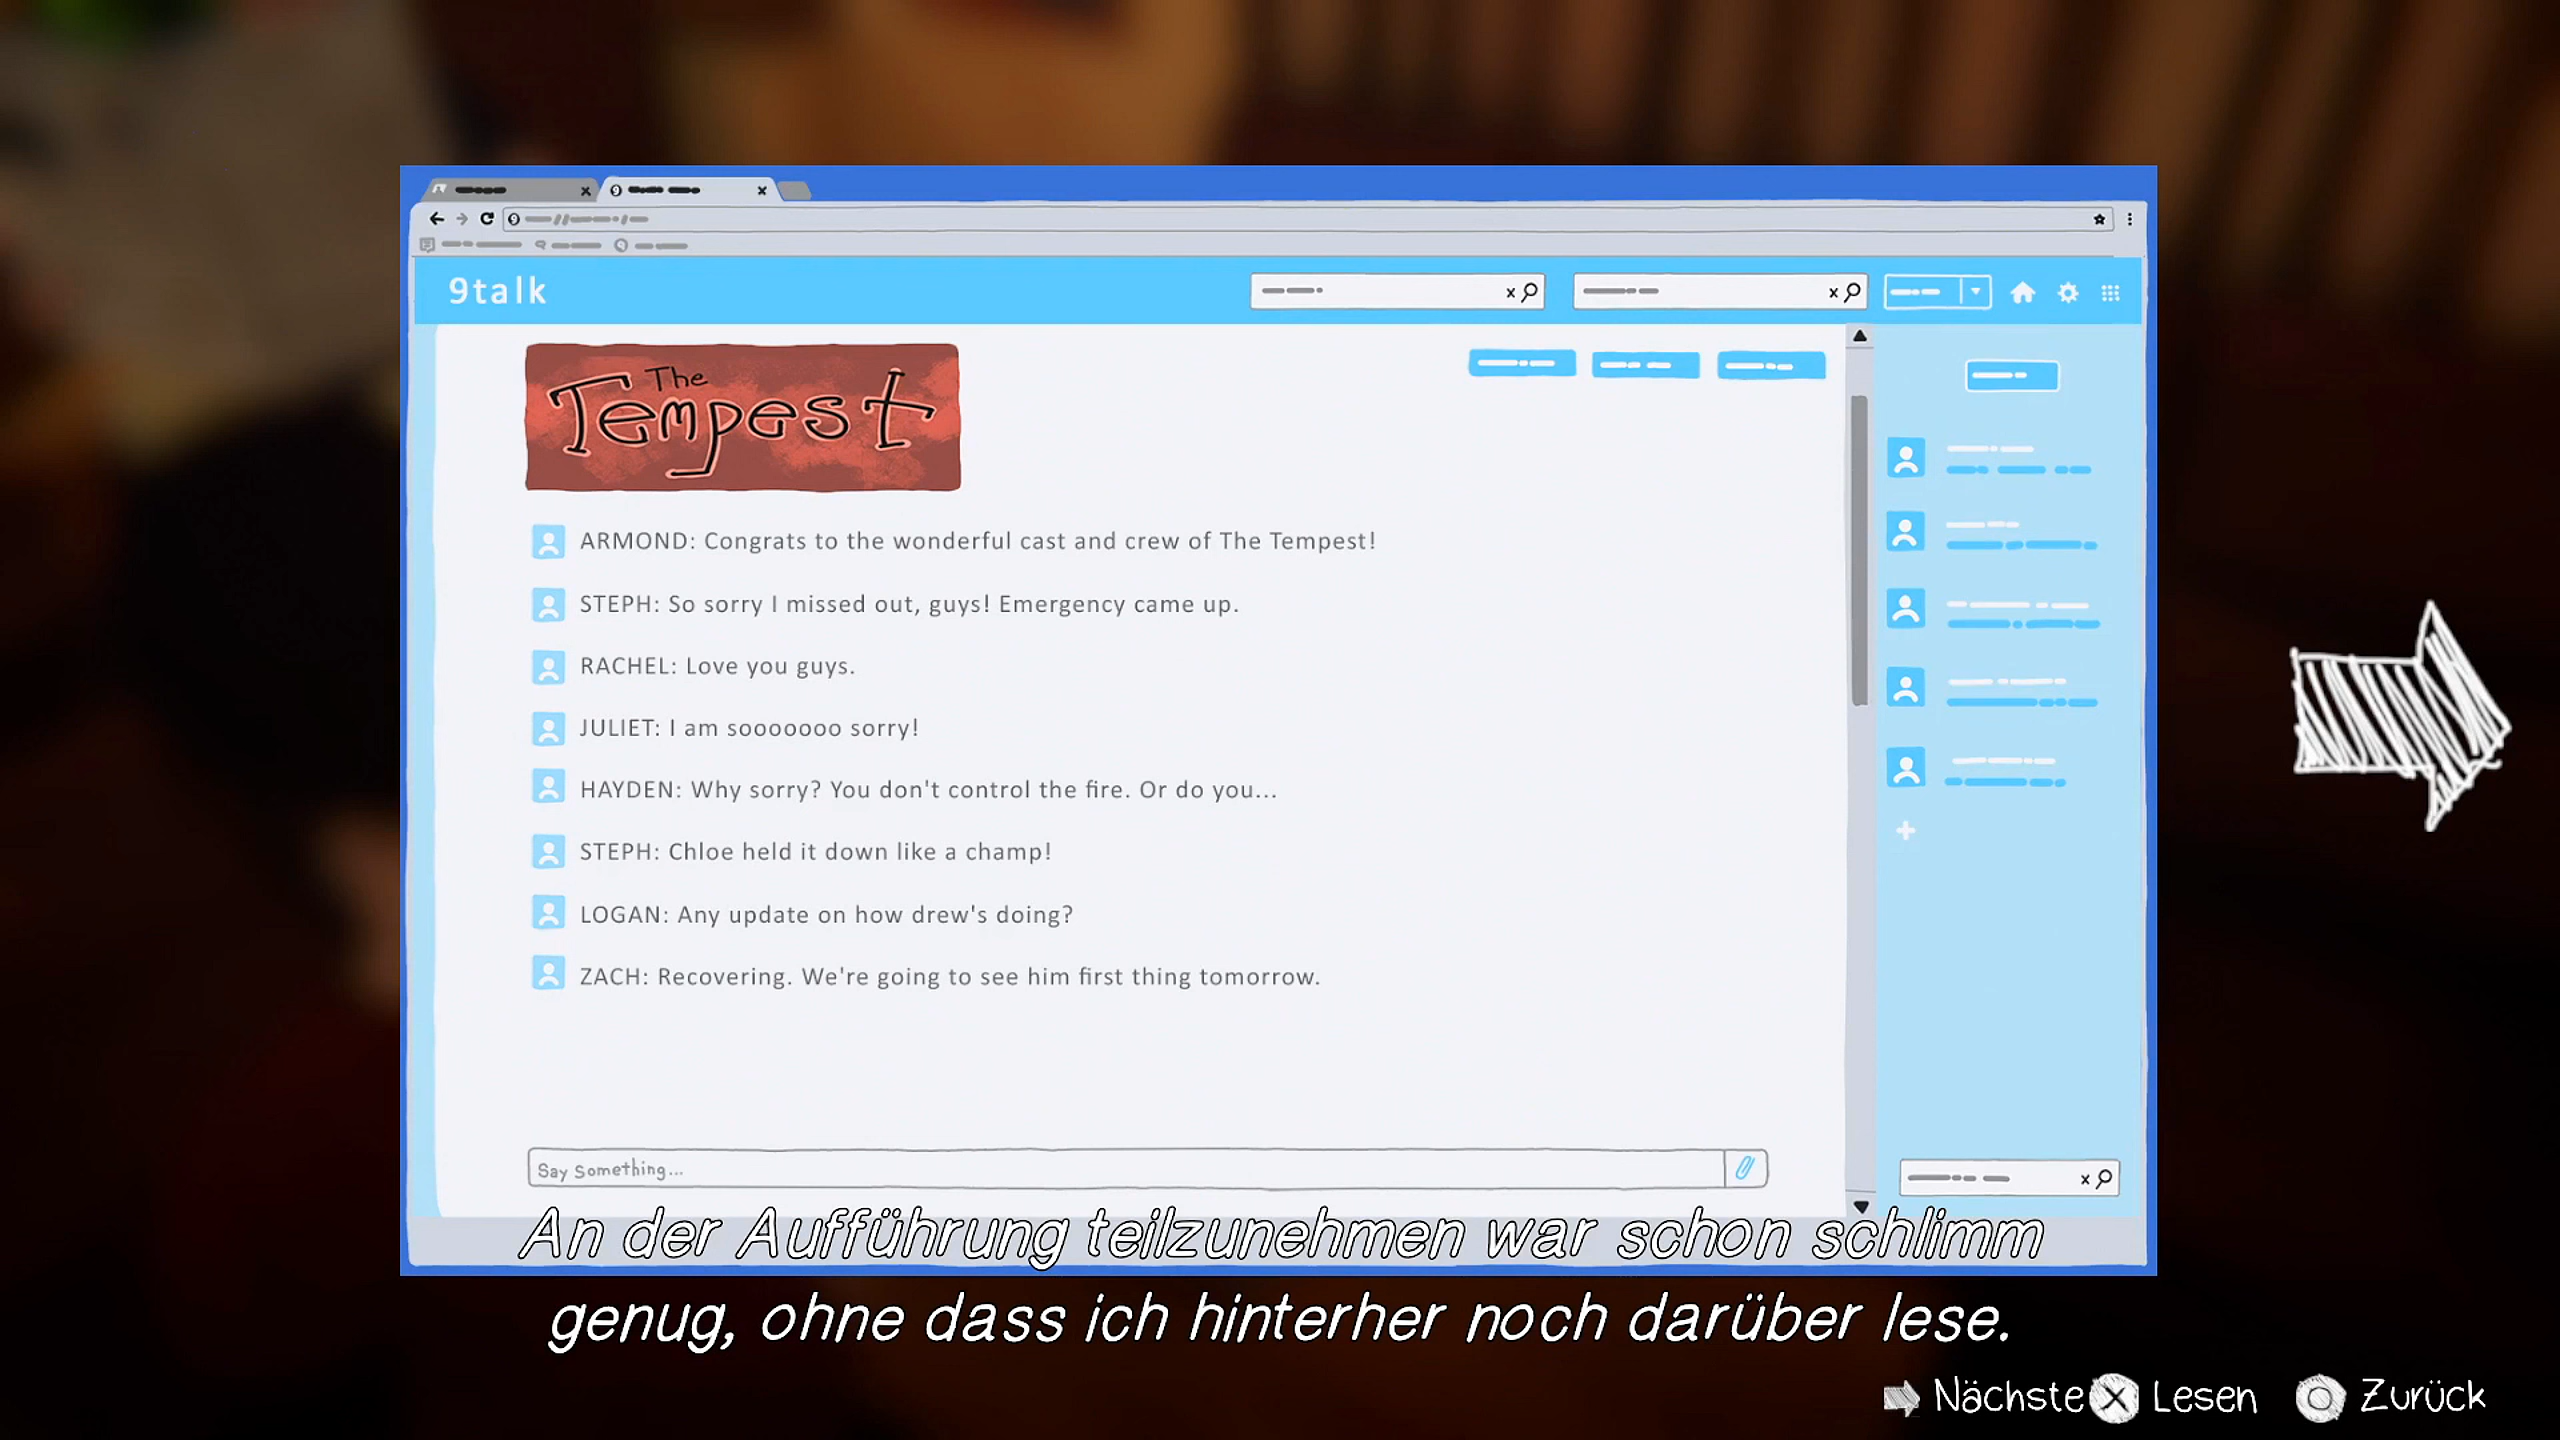 9talk
The
Tempest
ARMOND: Congrats to the wonderful cast and crew of The Tempest!
STEPH: So sorry I missed out, guys! Emergency came up.
RACHEL: Love you guys.
JULIET: I am sooooooo sorry!
HAYDEN: Why sorry? You don't control the fire. Or do you...
STEPH: Chloe held it down like a champ!
LOGAN: Any update on how drew's doing?
ZACH: Recovering. We're going to see him first thing tomorrow.
Say Something...
An der Aufführung teilzunehmen war schon schlimm
genug, ohne dass ich hinterher noch darüber lese.
Nächste Lesen Zurück